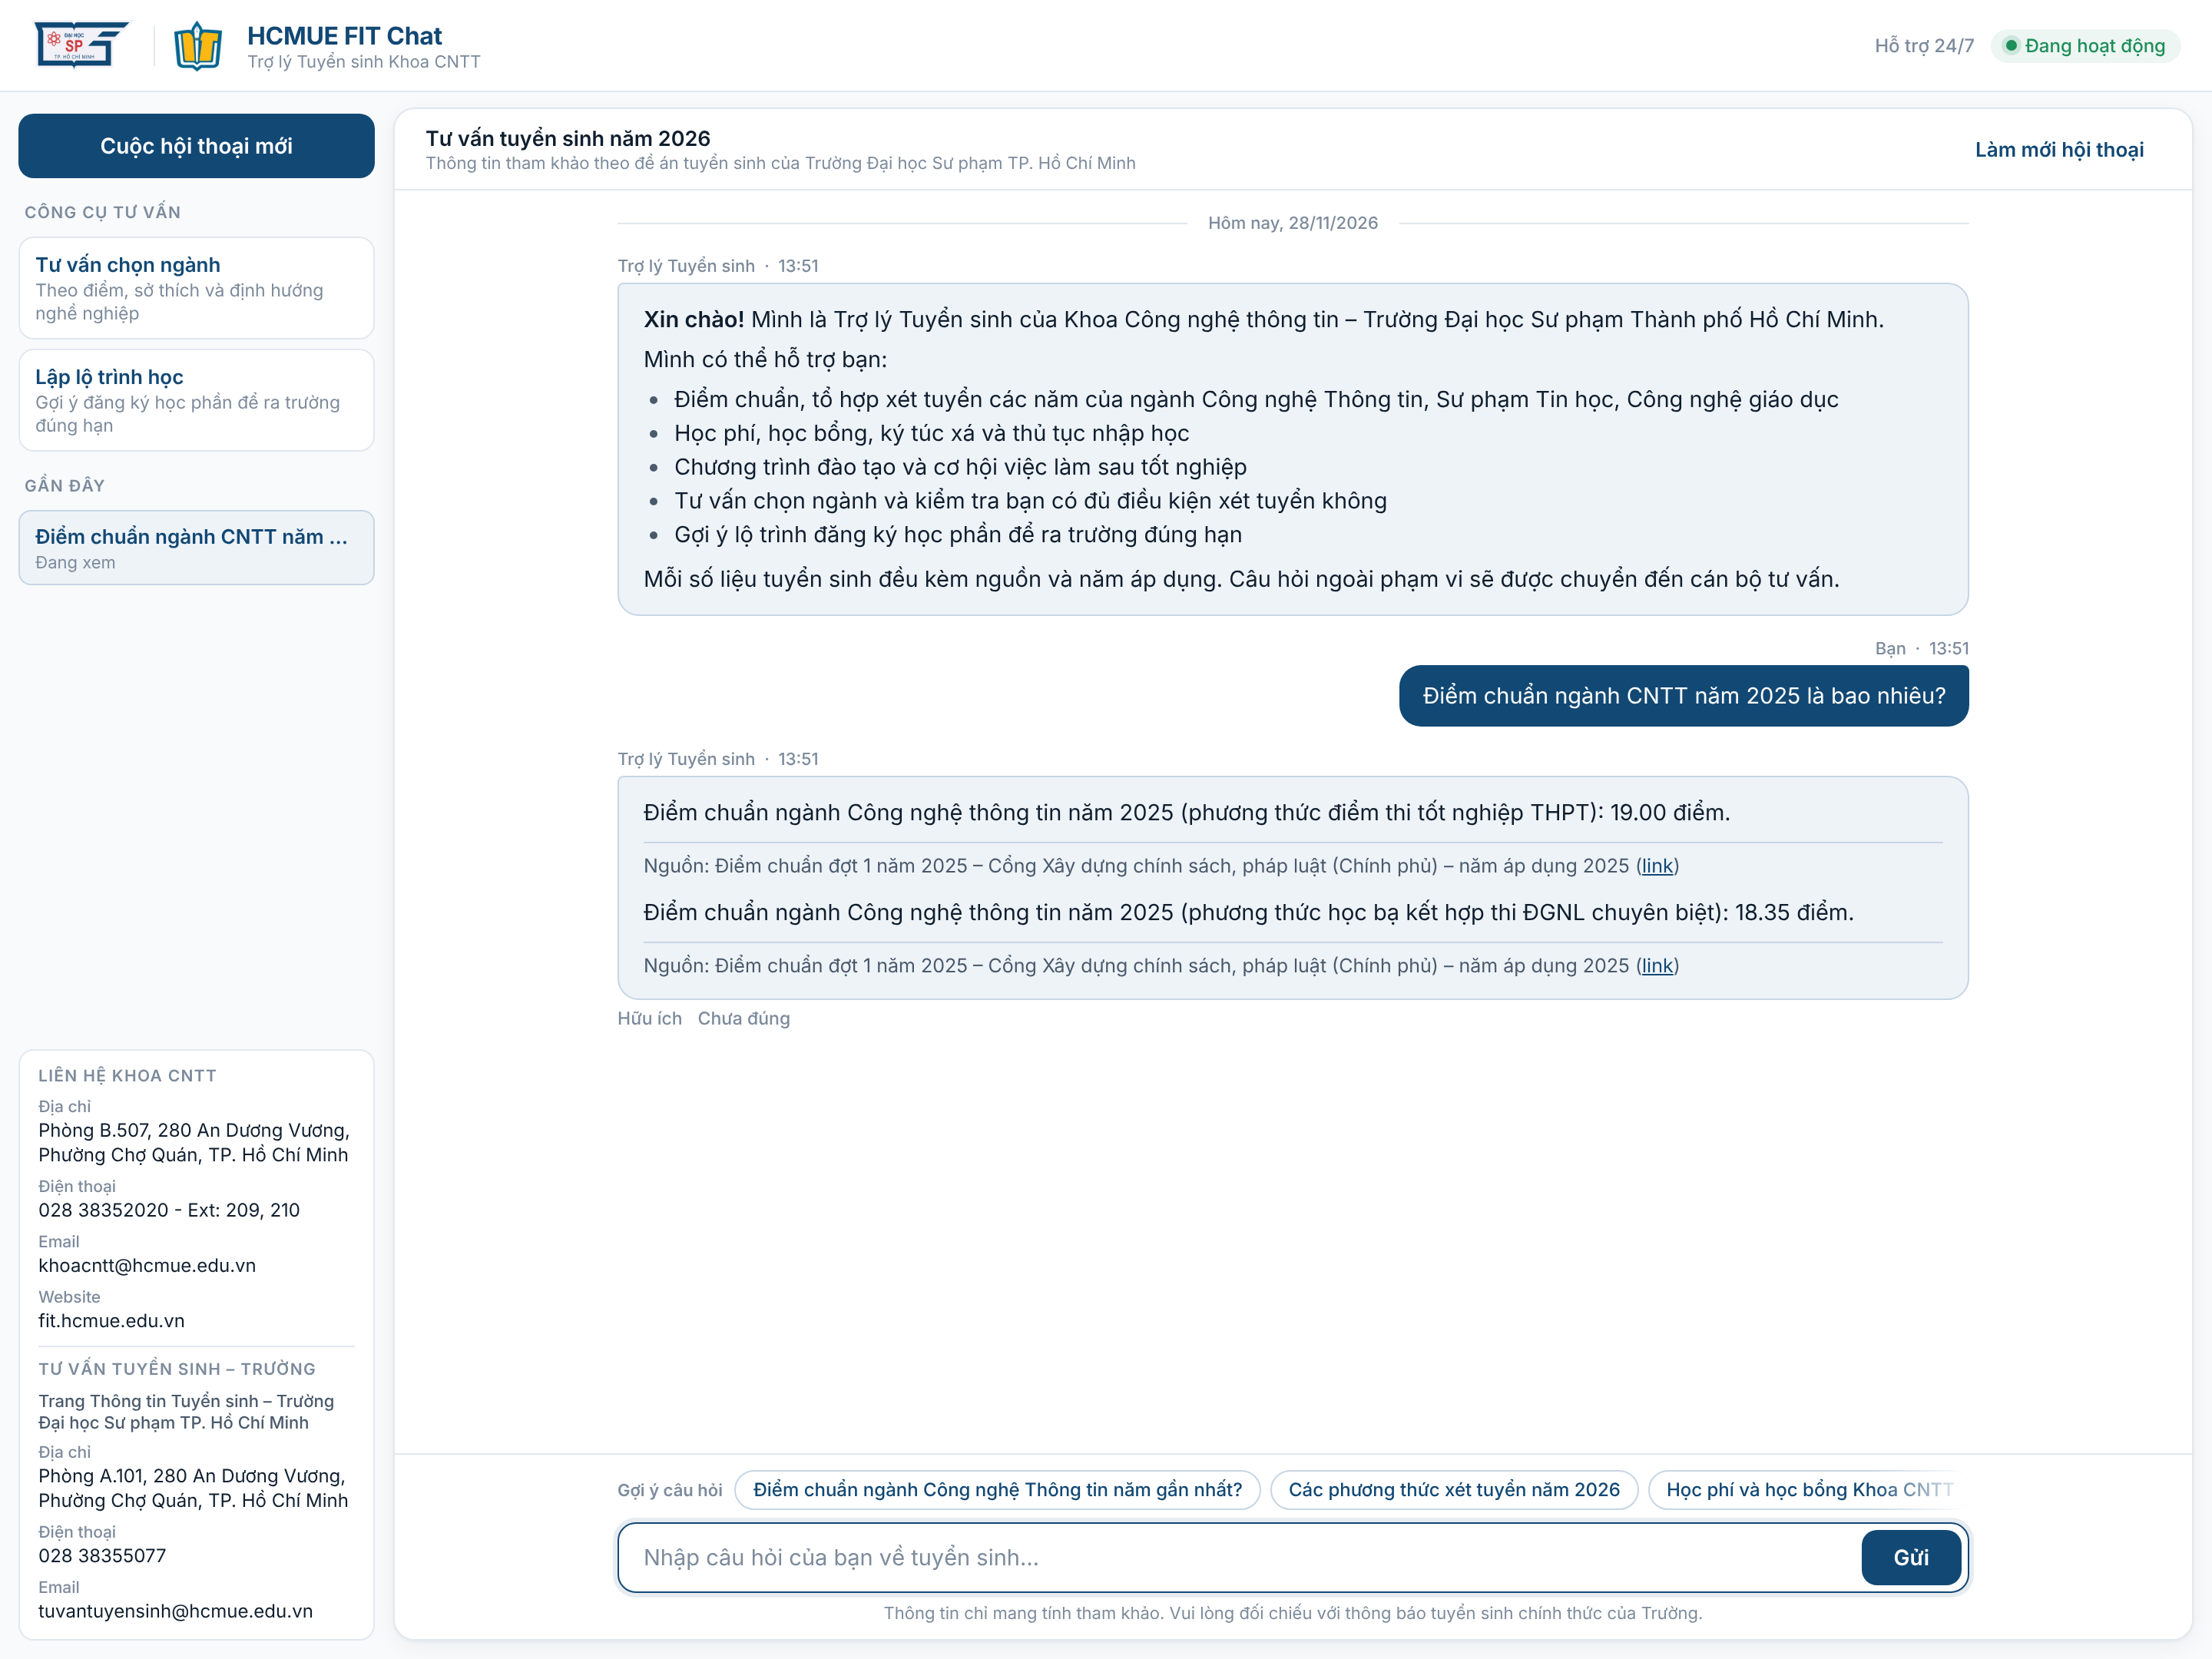 ĐẠI HỌC
SP
TP. HỒ CHÍ MINH
HCMUE FIT Chat
Trợ lý Tuyển sinh Khoa CNTT
Hỗ trợ 24/7
Đang hoạt động
Cuộc hội thoại mới
CÔNG CỤ TƯ VẤN
Tư vấn chọn ngành
Theo điểm, sở thích và định hướng
nghề nghiệp
Lập lộ trình học
Gợi ý đăng ký học phần để ra trường
đúng hạn
GẦN ĐÂY
Điểm chuẩn ngành CNTT năm ...
Đang xem
LIÊN HỆ KHOA CNTT
Địa chỉ
Phòng B.507, 280 An Dương Vương,
Phường Chợ Quán, TP. Hồ Chí Minh
Điện thoại
028 38352020 - Ext: 209, 210
Email
khoacntt@hcmue.edu.vn
Website
fit.hcmue.edu.vn
TƯ VẤN TUYỂN SINH – TRƯỜNG
Trang Thông tin Tuyển sinh – Trường
Đại học Sư phạm TP. Hồ Chí Minh
Địa chỉ
Phòng A.101, 280 An Dương Vương,
Phường Chợ Quán, TP. Hồ Chí Minh
Điện thoại
028 38355077
Email
tuvantuyensinh@hcmue.edu.vn
Tư vấn tuyển sinh năm 2026
Thông tin tham khảo theo đề án tuyển sinh của Trường Đại học Sư phạm TP. Hồ Chí Minh
Làm mới hội thoại
Hôm nay, 28/11/2026
Trợ lý Tuyển sinh · 13:51
Xin chào! Mình là Trợ lý Tuyển sinh của Khoa Công nghệ thông tin – Trường Đại học Sư phạm Thành phố Hồ Chí Minh.
Mình có thể hỗ trợ bạn:
• Điểm chuẩn, tổ hợp xét tuyển các năm của ngành Công nghệ Thông tin, Sư phạm Tin học, Công nghệ giáo dục
• Học phí, học bổng, ký túc xá và thủ tục nhập học
• Chương trình đào tạo và cơ hội việc làm sau tốt nghiệp
• Tư vấn chọn ngành và kiểm tra bạn có đủ điều kiện xét tuyển không
• Gợi ý lộ trình đăng ký học phần để ra trường đúng hạn
Mỗi số liệu tuyển sinh đều kèm nguồn và năm áp dụng. Câu hỏi ngoài phạm vi sẽ được chuyển đến cán bộ tư vấn.
Bạn · 13:51
Điểm chuẩn ngành CNTT năm 2025 là bao nhiêu?
Trợ lý Tuyển sinh · 13:51
Điểm chuẩn ngành Công nghệ thông tin năm 2025 (phương thức điểm thi tốt nghiệp THPT): 19.00 điểm.
Nguồn: Điểm chuẩn đợt 1 năm 2025 – Cổng Xây dựng chính sách, pháp luật (Chính phủ) – năm áp dụng 2025 (link)
Điểm chuẩn ngành Công nghệ thông tin năm 2025 (phương thức học bạ kết hợp thi ĐGNL chuyên biệt): 18.35 điểm.
Nguồn: Điểm chuẩn đợt 1 năm 2025 – Cổng Xây dựng chính sách, pháp luật (Chính phủ) – năm áp dụng 2025 (link)
Hữu ích Chưa đúng
Gợi ý câu hỏi
Điểm chuẩn ngành Công nghệ Thông tin năm gần nhất?
Các phương thức xét tuyển năm 2026
Học phí và học bổng Khoa CNTT
Nhập câu hỏi của bạn về tuyển sinh...
Gửi
Thông tin chỉ mang tính tham khảo. Vui lòng đối chiếu với thông báo tuyển sinh chính thức của Trường.